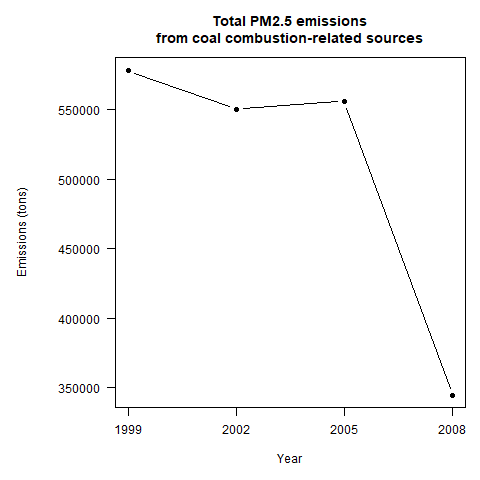 Total PM2.5 emissions
from coal combustion-related sources
Emissions (tons)
550000
500000
450000
400000
350000
1999 2002 2005 2008
Year